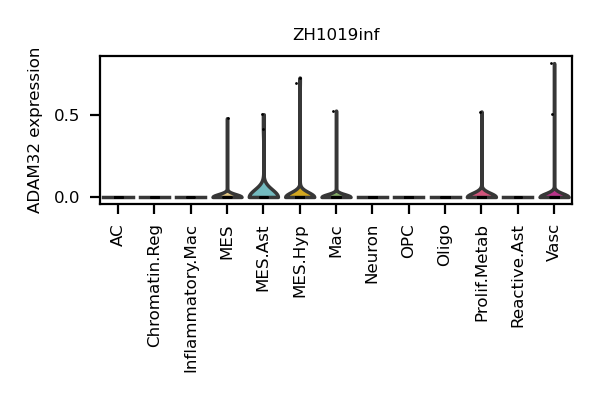 ZH1019inf
ADAM32 expression
0.5
0.0
AC
Chromatin.Reg
Inflammatory.Mac
MES
MES.Ast
MES.Hyp
Mac
Neuron
OPC
Oligo
Prolif.Metab
Reactive.Ast
Vasc